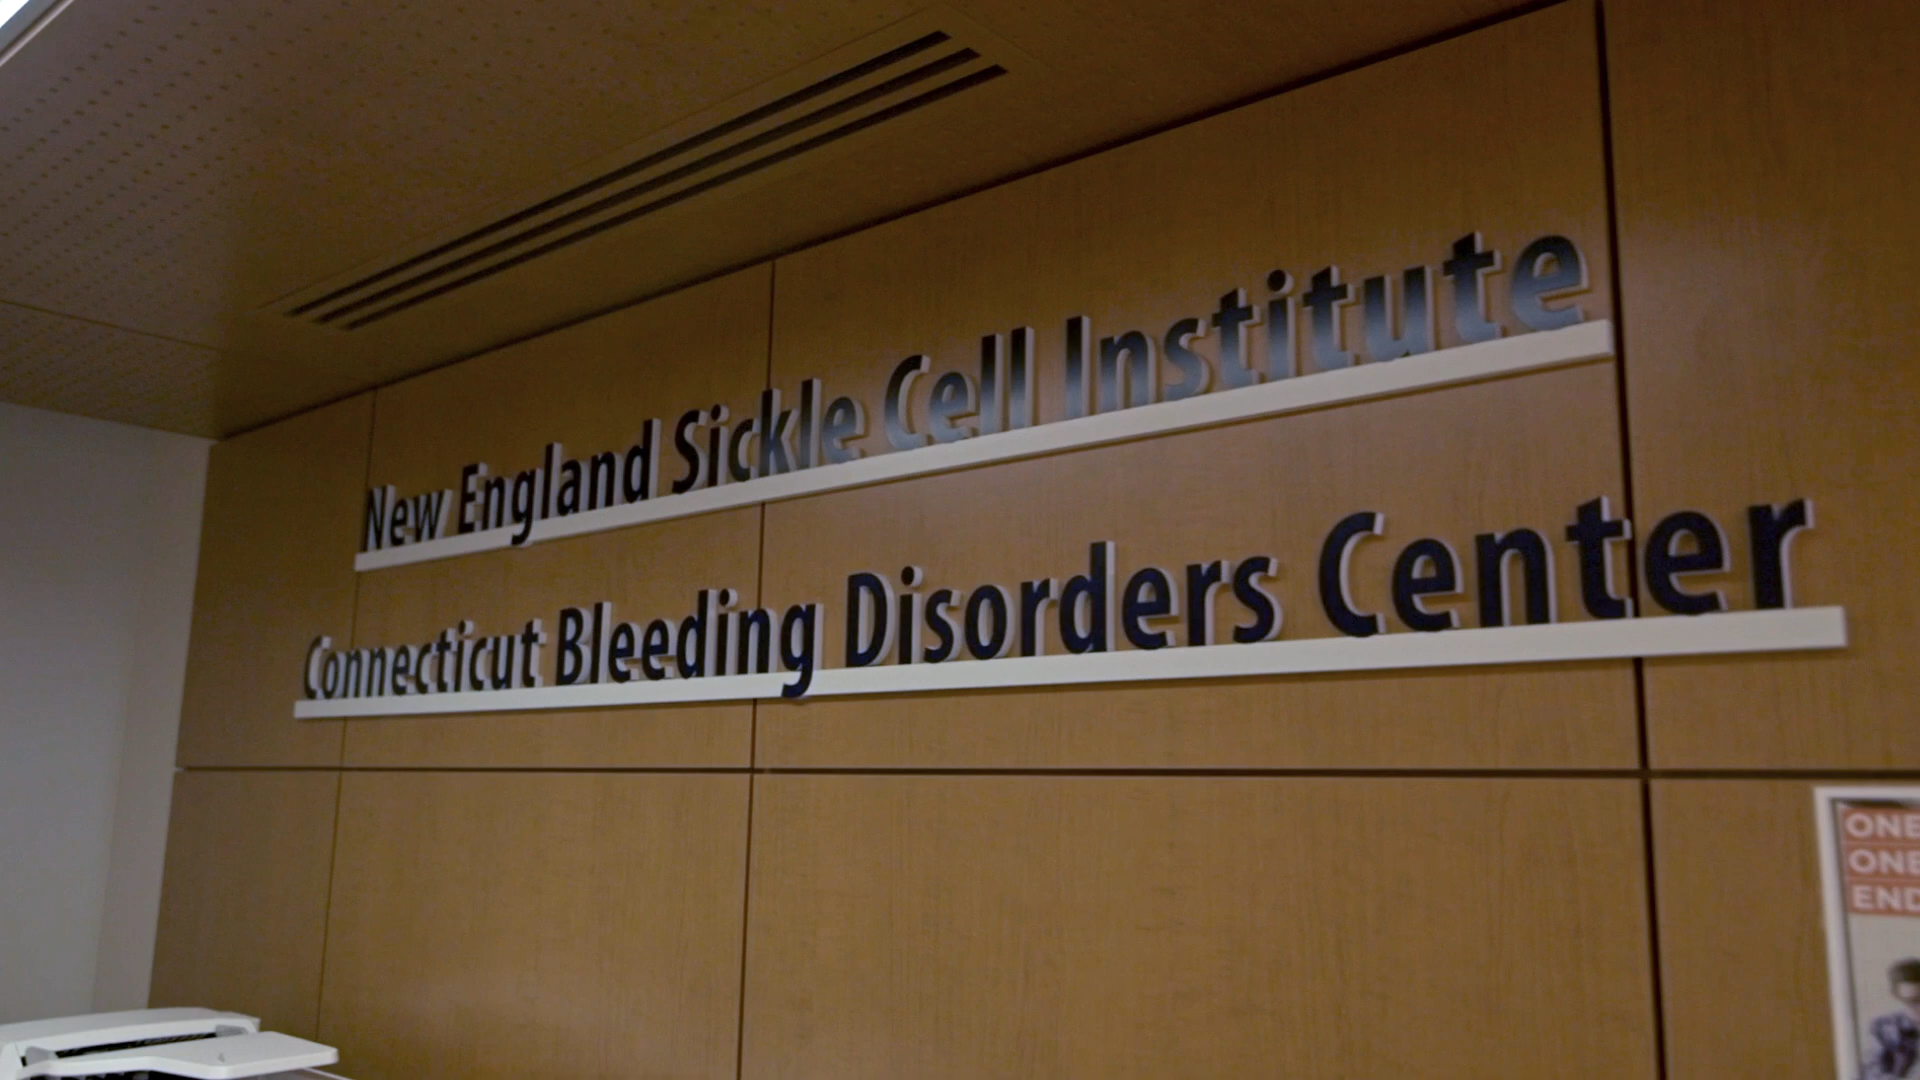 New England Sickle Cell Institute
Connecticut Bleeding Disorders Center
ONE
ONE
END